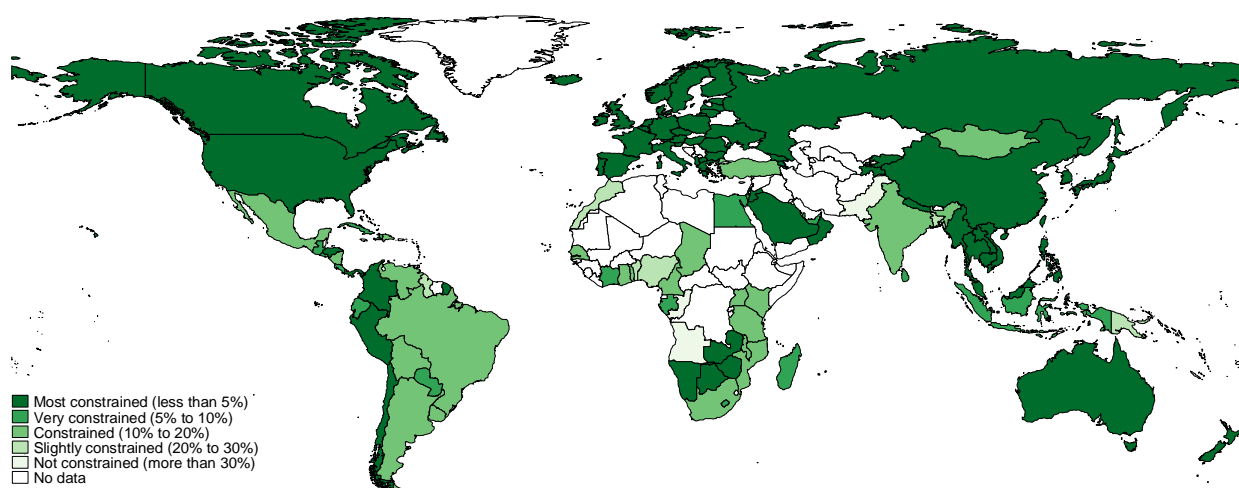 Most constrained (less than 5%)
Very constrained (5% to 10%)
Constrained (10% to 20%)
Slightly constrained (20% to 30%)
Not constrained (more than 30%)
No data